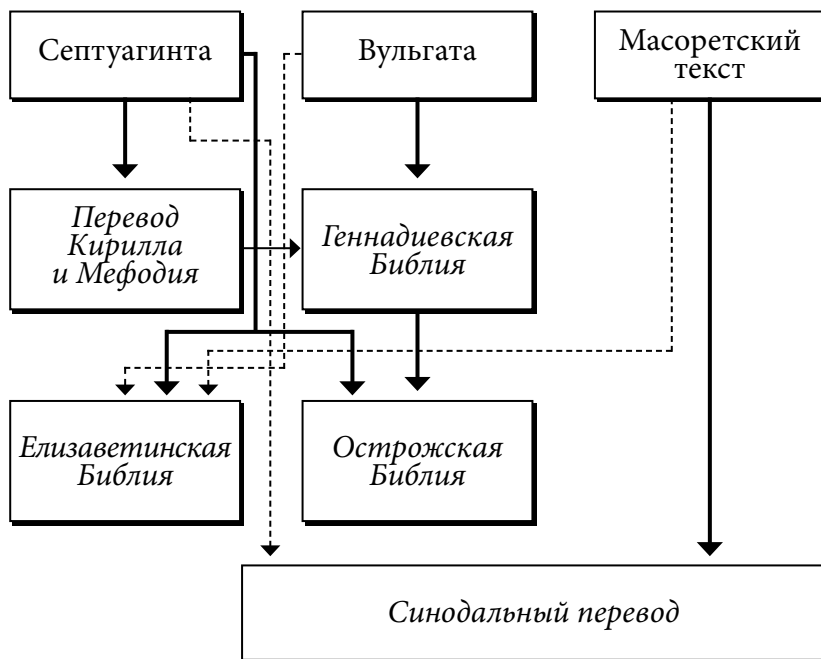 Септуагинта
Вульгата
Масоретский
текст
Перевод
Кирилла
и Мефодия
Геннадиевская
Библия
Елизаветинская
Библия
Острожская
Библия
Синодальный перевод